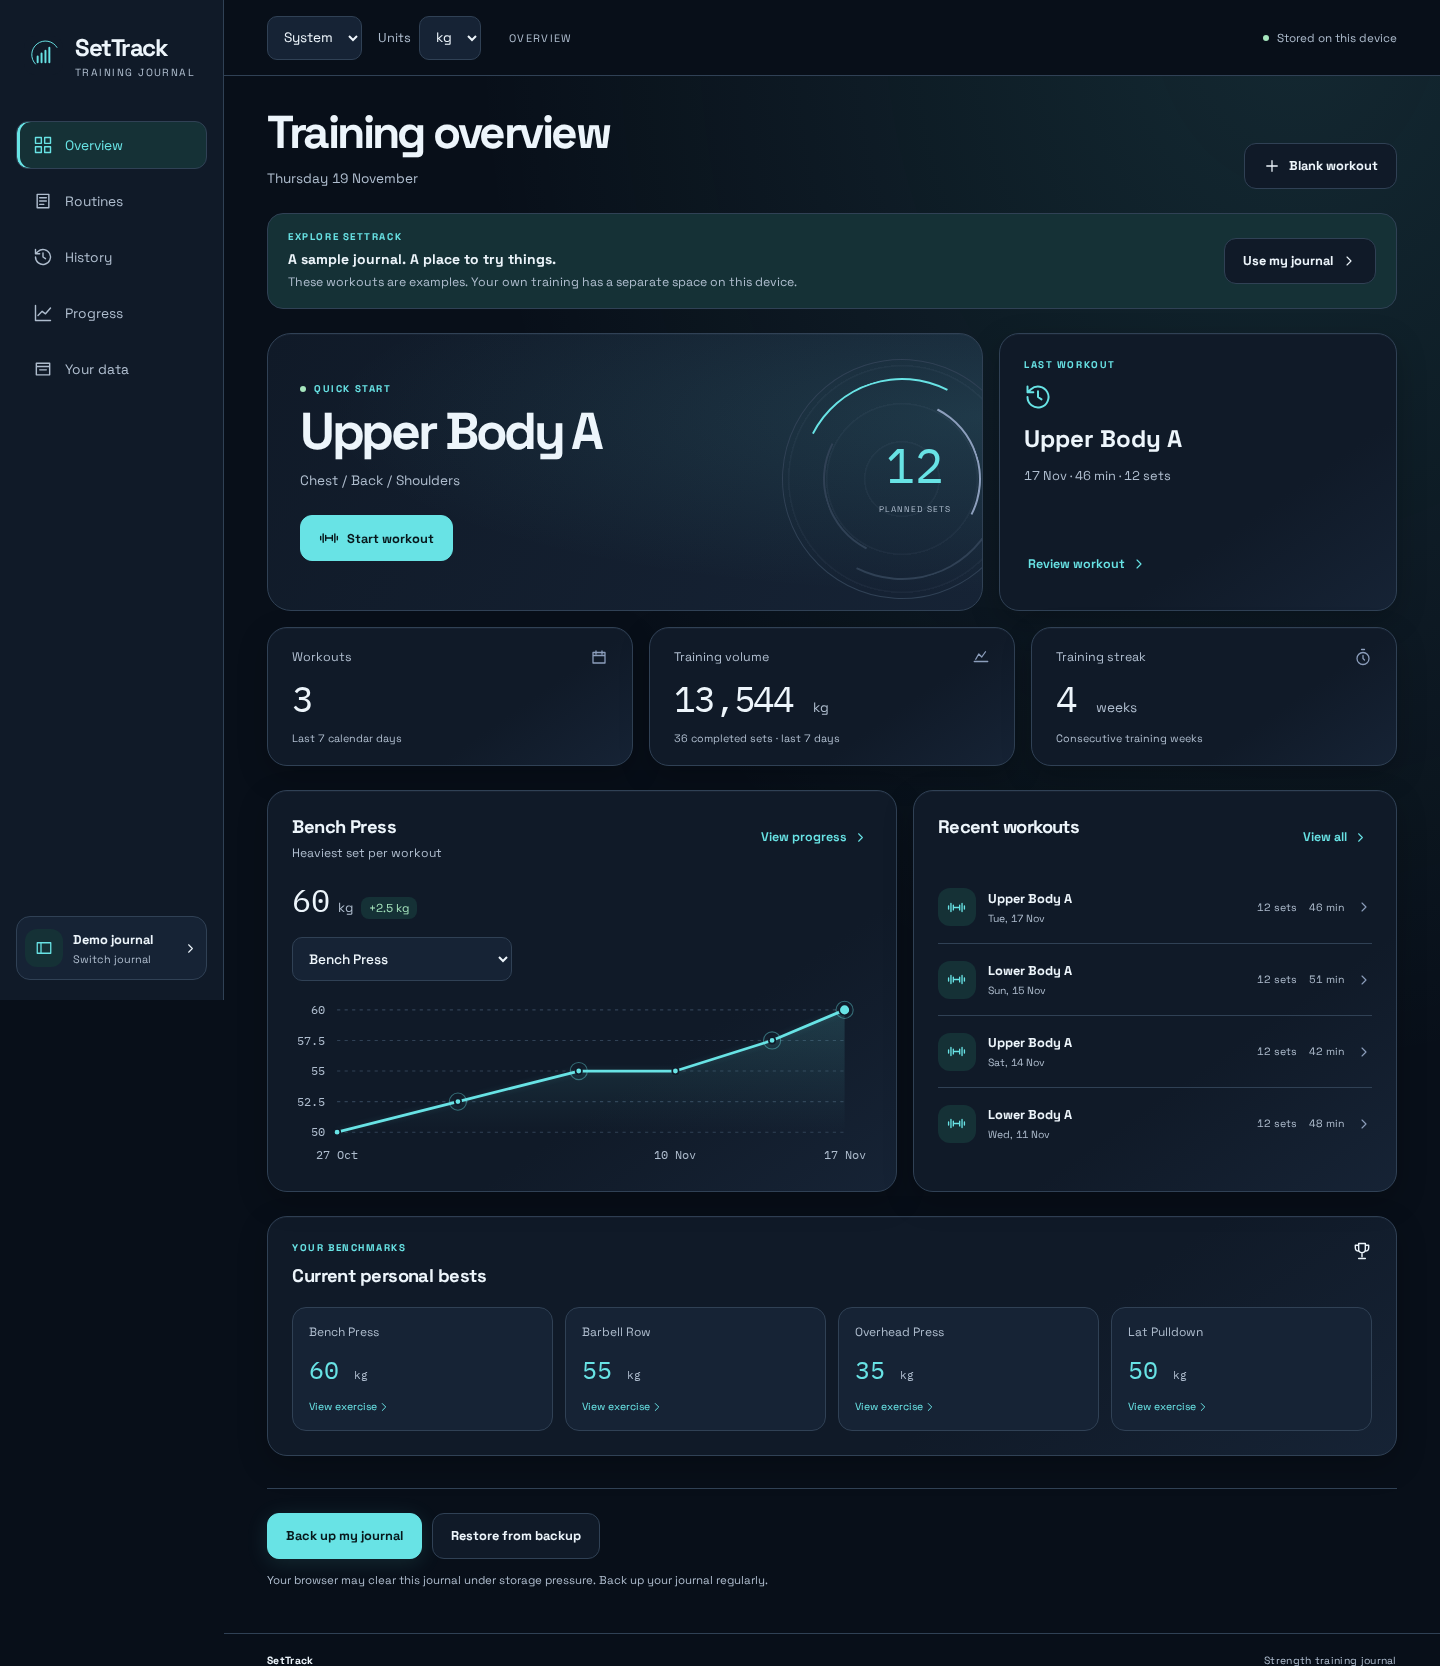 SetTrack
TRAINING JOURNAL
Overview
Routines
History
Progress
Your data
Demo journal
Switch journal
System
Units
kg
OVERVIEW
Stored on this device
Training overview
Thursday 19 November
Blank workout
EXPLORE SETTRACK
A sample journal. A place to try things.
These workouts are examples. Your own training has a separate space on this device.
Use my journal
QUICK START
Upper Body A
Chest / Back / Shoulders
Start workout
12
PLANNED SETS
LAST WORKOUT
Upper Body A
17 Nov · 46 min · 12 sets
Review workout
Workouts
3
Last 7 calendar days
Training volume
13,544 kg
36 completed sets · last 7 days
Training streak
4 weeks
Consecutive training weeks
Bench Press
Heaviest set per workout
View progress
60 kg +2.5 kg
Bench Press
60
57.5
55
52.5
50
27 Oct
10 Nov
17 Nov
Recent workouts
View all
Upper Body A
Tue, 17 Nov
12 sets 46 min
Lower Body A
Sun, 15 Nov
12 sets 51 min
Upper Body A
Sat, 14 Nov
12 sets 42 min
Lower Body A
Wed, 11 Nov
12 sets 48 min
YOUR BENCHMARKS
Current personal bests
Bench Press
60 kg
View exercise
Barbell Row
55 kg
View exercise
Overhead Press
35 kg
View exercise
Lat Pulldown
50 kg
View exercise
Back up my journal
Restore from backup
Your browser may clear this journal under storage pressure. Back up your journal regularly.
SetTrack
Strength training journal